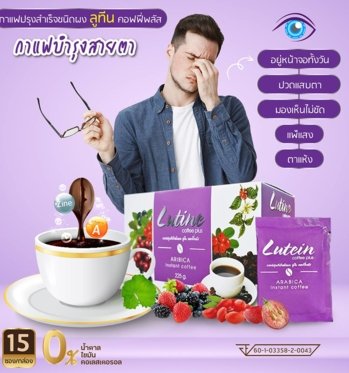 กาแฟปรุงสำเร็จชนิดผง ลูทีน คอฟฟี่พลัส
กาแฟบำรุงสายตา
อยู่หน้าจอทั้งวัน
ปวดแสบตา
มองเห็นไม่ชัด
แพ้แสง
ตาแห้ง
Zinc
A
Lutine
coffee plus
ARIBICA
instant coffee
225 g.
Lutein
coffee plus
ARABICA
instant coffee
15
ซอง/กล่อง
0%
น้ำตาล
ไขมัน
คอเลสเตอรอล
60-1-03358-2-0043